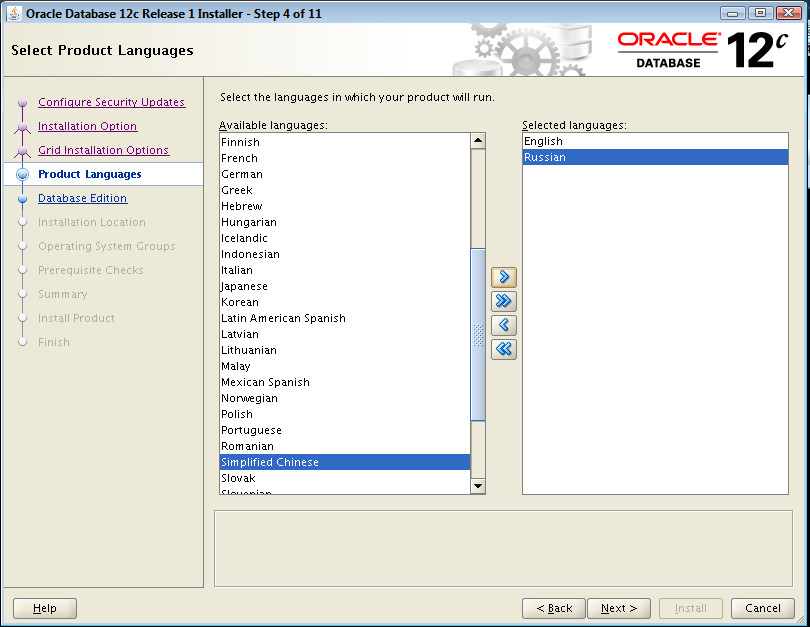 Oracle Database 12c Release 1 Installer - Step 4 of 11
Select Product Languages
ORACLE®
DATABASE
12c
Configure Security Updates
Installation Option
Grid Installation Options
Product Languages
Database Edition
Installation Location
Operating System Groups
Prerequisite Checks
Summary
Install Product
Finish
Select the languages in which your product will run.
Available languages:
Finnish
French
German
Greek
Hebrew
Hungarian
Icelandic
Indonesian
Italian
Japanese
Korean
Latin American Spanish
Latvian
Lithuanian
Malay
Mexican Spanish
Norwegian
Polish
Portuguese
Romanian
Simplified Chinese
Slovak
Slovenian
Selected languages:
English
Russian
Help
< Back
Next >
Install
Cancel